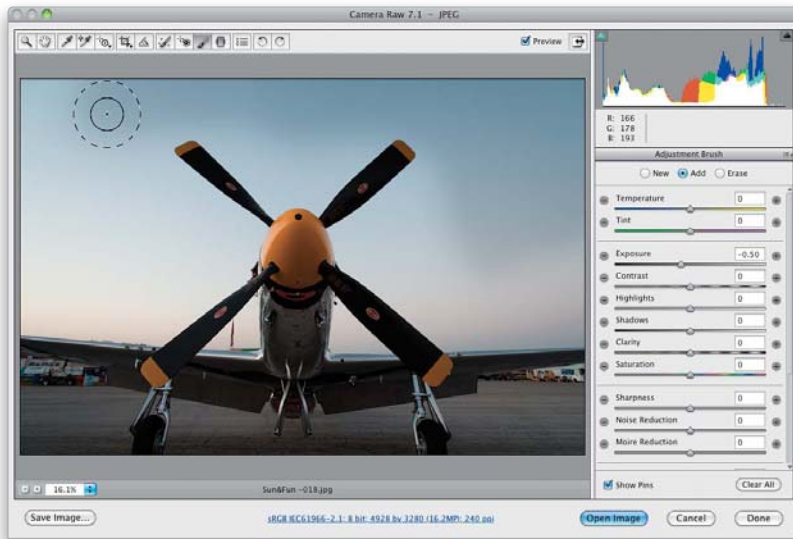 Camera Raw 7.1 – JPEG
Preview
R: 166
G: 178
B: 193
Adjustment Brush
New Add Erase
Temperature 0
Tint 0
Exposure -0.50
Contrast 0
Highlights 0
Shadows 0
Clarity 0
Saturation 0
Sharpness 0
Noise Reduction 0
Moire Reduction 0
Show Pins Clear All
16.1% Sun&Fun -018.jpg
Save Image... sRGB IEC61966-2.1; 8 bit; 4928 by 3280 (16.2MP); 240 ppi Open Image Cancel Done